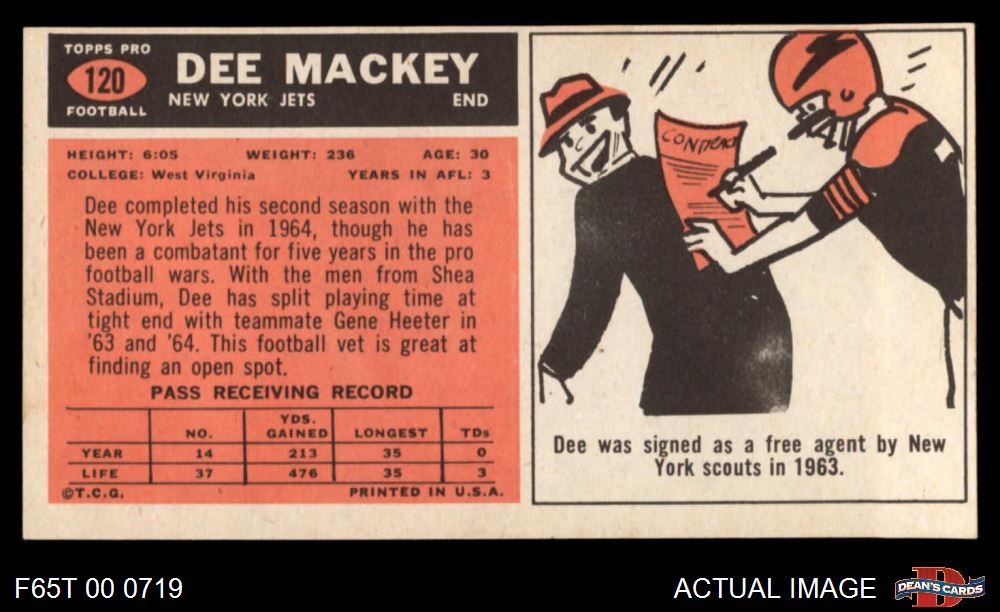 TOPPS PRO
120
FOOTBALL
DEE MACKEY
NEW YORK JETS END
HEIGHT: 6:05 WEIGHT: 236 AGE: 30
COLLEGE: West Virginia YEARS IN AFL: 3
Dee completed his second season with the
New York Jets in 1964, though he has
been a combatant for five years in the pro
football wars. With the men from Shea
Stadium, Dee has split playing time at
tight end with teammate Gene Heeter in
'63 and '64. This football vet is great at
finding an open spot.
PASS RECEIVING RECORD
NO. YDS. GAINED LONGEST TDs
YEAR 14 213 35 0
LIFE 37 476 35 3
©T.C.G. PRINTED IN U.S.A.
CONTRACT
Dee was signed as a free agent by New
York scouts in 1963.
F65T 00 0719
ACTUAL IMAGE
D
DEAN'S CARDS